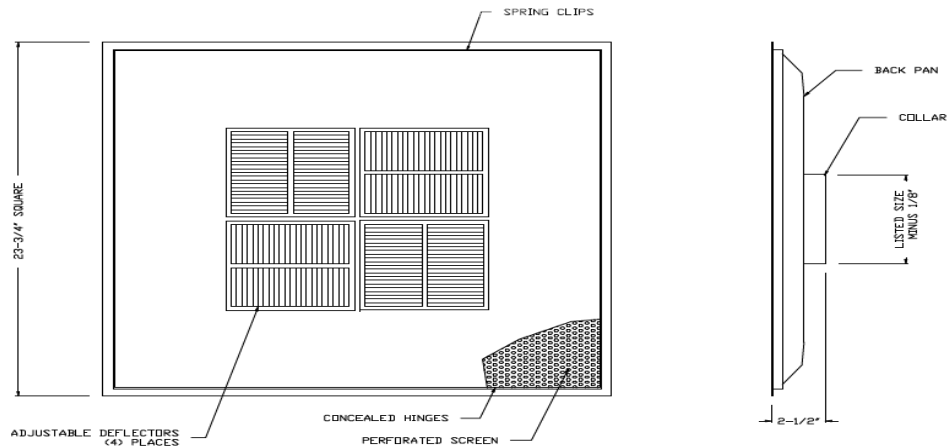 SPRING CLIPS
BACK PAN
COLLAR
23-3/4" SQUARE
LISTED SIZE
MINUS 1/8"
ADJUSTABLE DEFLECTORS
(4) PLACES
CONCEALED HINGES
PERFORATED SCREEN
2-1/2"